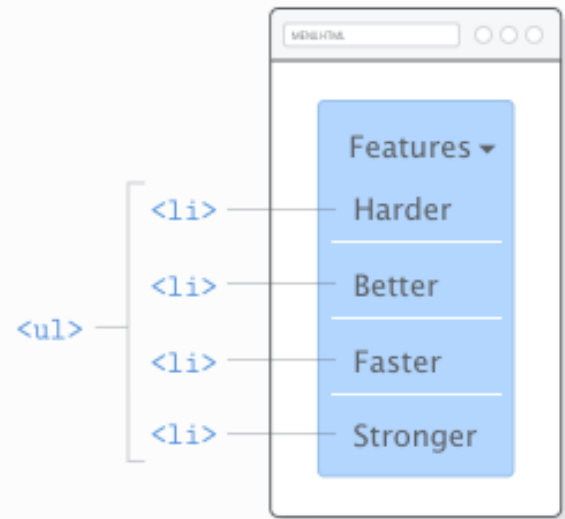 MENU.HTML
Features
<li> Harder
<li> Better
<ul>
<li> Faster
<li> Stronger